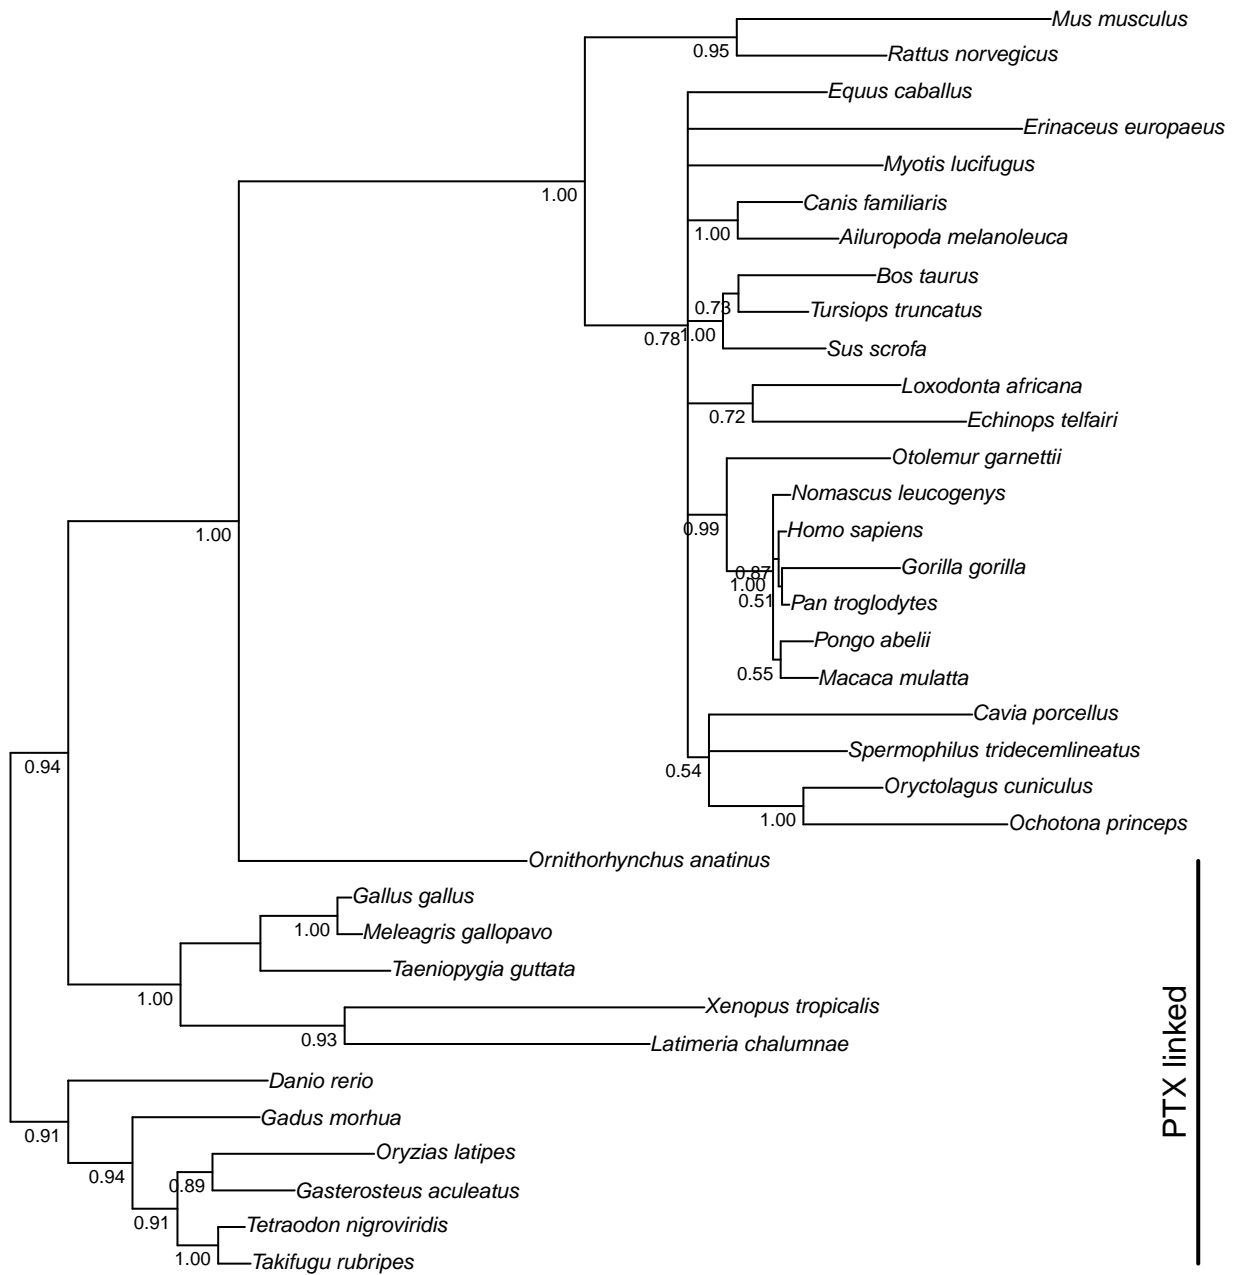 Mus musculus
0.95
Rattus norvegicus
Equus caballus
Erinaceus europaeus
Myotis lucifugus
1.00
Canis familiaris
1.00
Ailuropoda melanoleuca
Bos taurus
0.73
Tursiops truncatus
0.78
1.00
Sus scrofa
Loxodonta africana
0.72
Echinops telfairi
Otolemur garnettii
Nomascus leucogenys
0.99
Homo sapiens
1.00
Gorilla gorilla
0.87
1.00
0.51
Pan troglodytes
Pongo abelii
0.55
Macaca mulatta
Cavia porcellus
Spermophilus tridecemlineatus
0.94
0.54
Oryctolagus cuniculus
1.00
Ochotona princeps
Ornithorhynchus anatinus
Gallus gallus
1.00
Meleagris gallopavo
Taeniopygia guttata
1.00
Xenopus tropicalis
0.93
Latimeria chalumnae
PTX linked
Danio rerio
Gadus morhua
0.91
Oryzias latipes
0.94
0.89
Gasterosteus aculeatus
0.91
Tetraodon nigroviridis
1.00
Takifugu rubripes